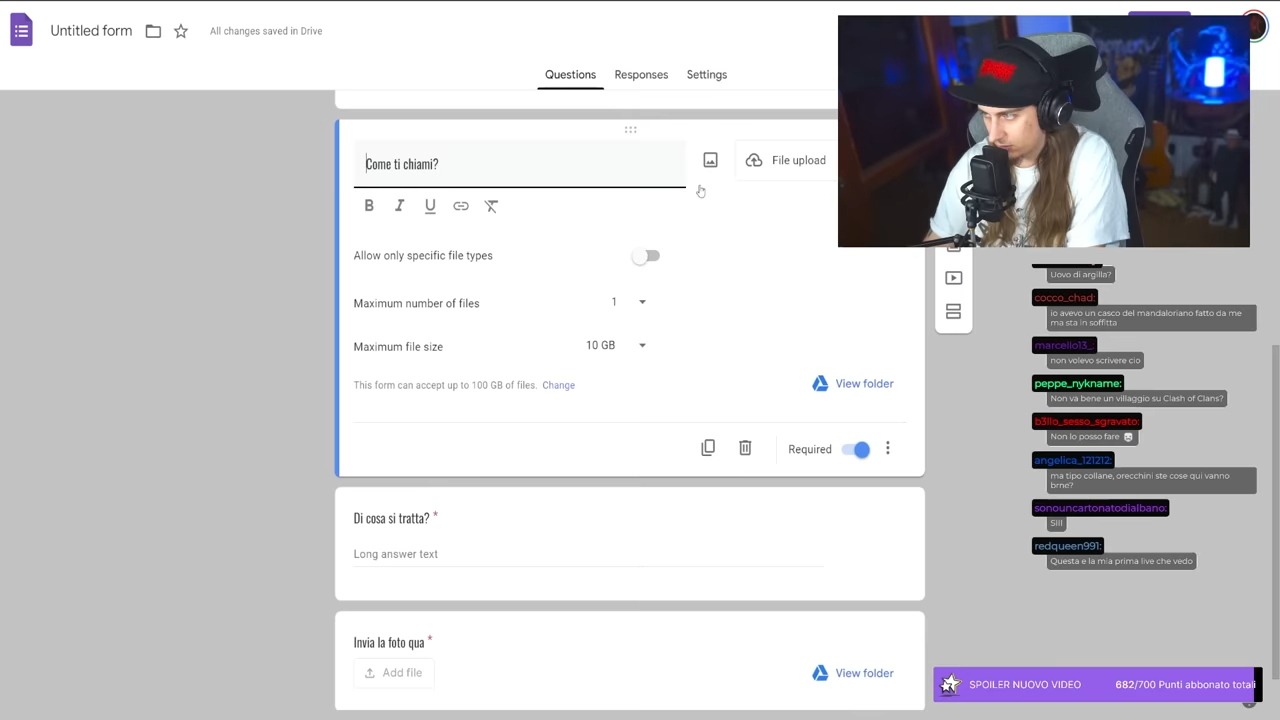 Untitled form
All changes saved in Drive
Questions
Responses
Settings
Come ti chiami?
File upload
B I U
Allow only specific file types
Maximum number of files
1
Maximum file size
10 GB
This form can accept up to 100 GB of files. Change
View folder
Required
Di cosa si tratta? *
Long answer text
Invia la foto qua *
Add file
View folder
Uovo di argilla?
cocco_chad:
io avevo un casco del mandaloriano fatto da me
ma sta in soffitta
marcello13_:
non volevo scrivere cio
peppe_nykname:
Non va bene un villaggio su Clash of Clans?
b3llo_sesso_sgravato:
Non lo posso fare
angelica_121212:
ma tipo collane, orecchini ste cose qui vanno
brne?
sonouncartonatodialbano:
Siii
redqueen991:
Questa e la mia prima live che vedo
SPOILER NUOVO VIDEO
682/700 Punti abbonato totali